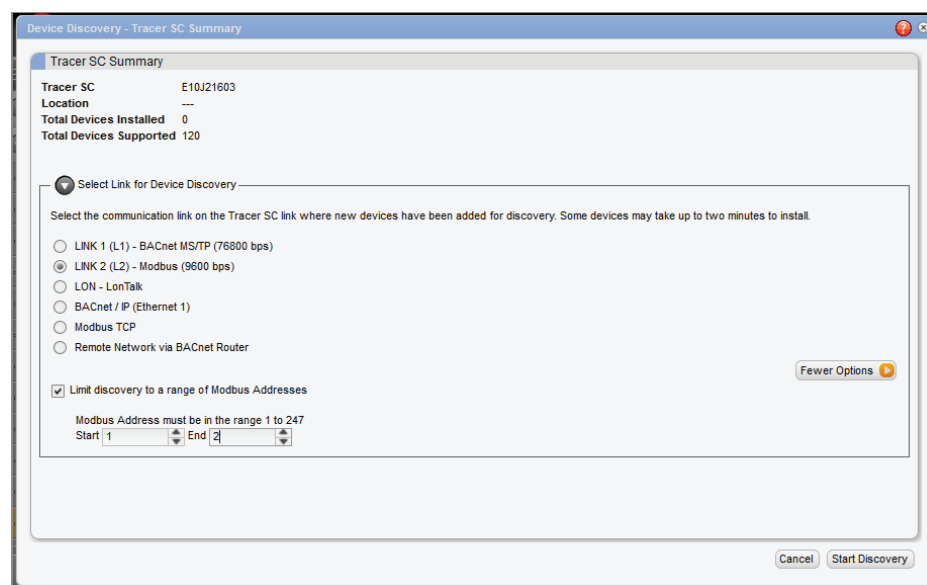 Device Discovery - Tracer SC Summary
Tracer SC Summary
Tracer SC E10J21603
Location ---
Total Devices Installed 0
Total Devices Supported 120
Select Link for Device Discovery
Select the communication link on the Tracer SC link where new devices have been added for discovery. Some devices may take up to two minutes to install.
LINK 1 (L1) - BACnet MS/TP (76800 bps)
LINK 2 (L2) - Modbus (9600 bps)
LON - LonTalk
BACnet / IP (Ethernet 1)
Modbus TCP
Remote Network via BACnet Router
Fewer Options
Limit discovery to a range of Modbus Addresses
Modbus Address must be in the range 1 to 247
Start 1 End 2
Cancel Start Discovery